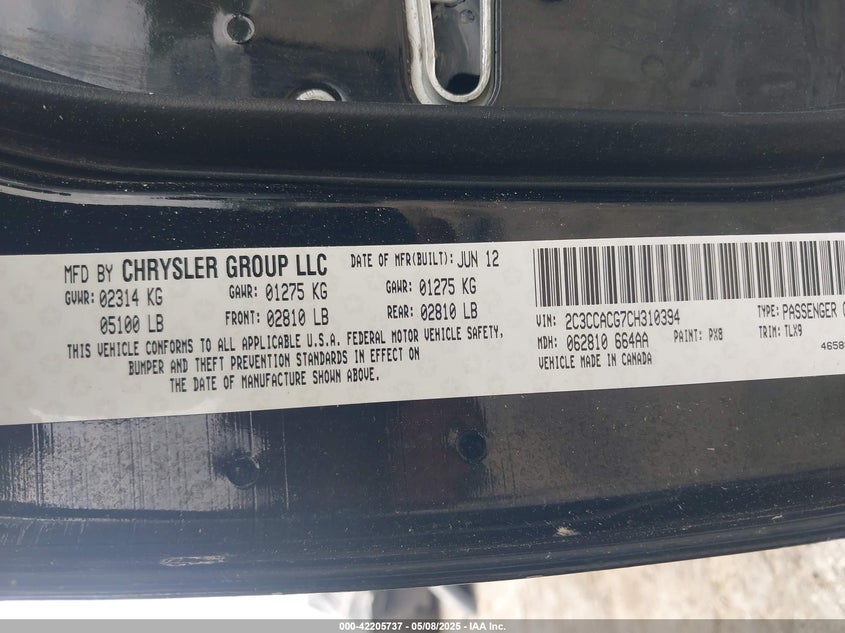 MFD BY CHRYSLER GROUP LLC
DATE OF MFR(BUILT): JUN 12
GVWR: 02314 KG
GAWR: 01275 KG
GAWR: 01275 KG
05100 LB
FRONT: 02810 LB
REAR: 02810 LB
THIS VEHICLE CONFORMS TO ALL APPLICABLE U.S.A. FEDERAL MOTOR VEHICLE SAFETY,
BUMPER AND THEFT PREVENTION STANDARDS IN EFFECT ON
THE DATE OF MANUFACTURE SHOWN ABOVE.
VIN: 2C3CCACG7CH310394
TYPE: PASSENGER
MDH: 062810 664AA
PAINT: PX8
TRIM: TLX9
VEHICLE MADE IN CANADA
000-42205737 - 05/08/2025 - IAA Inc.